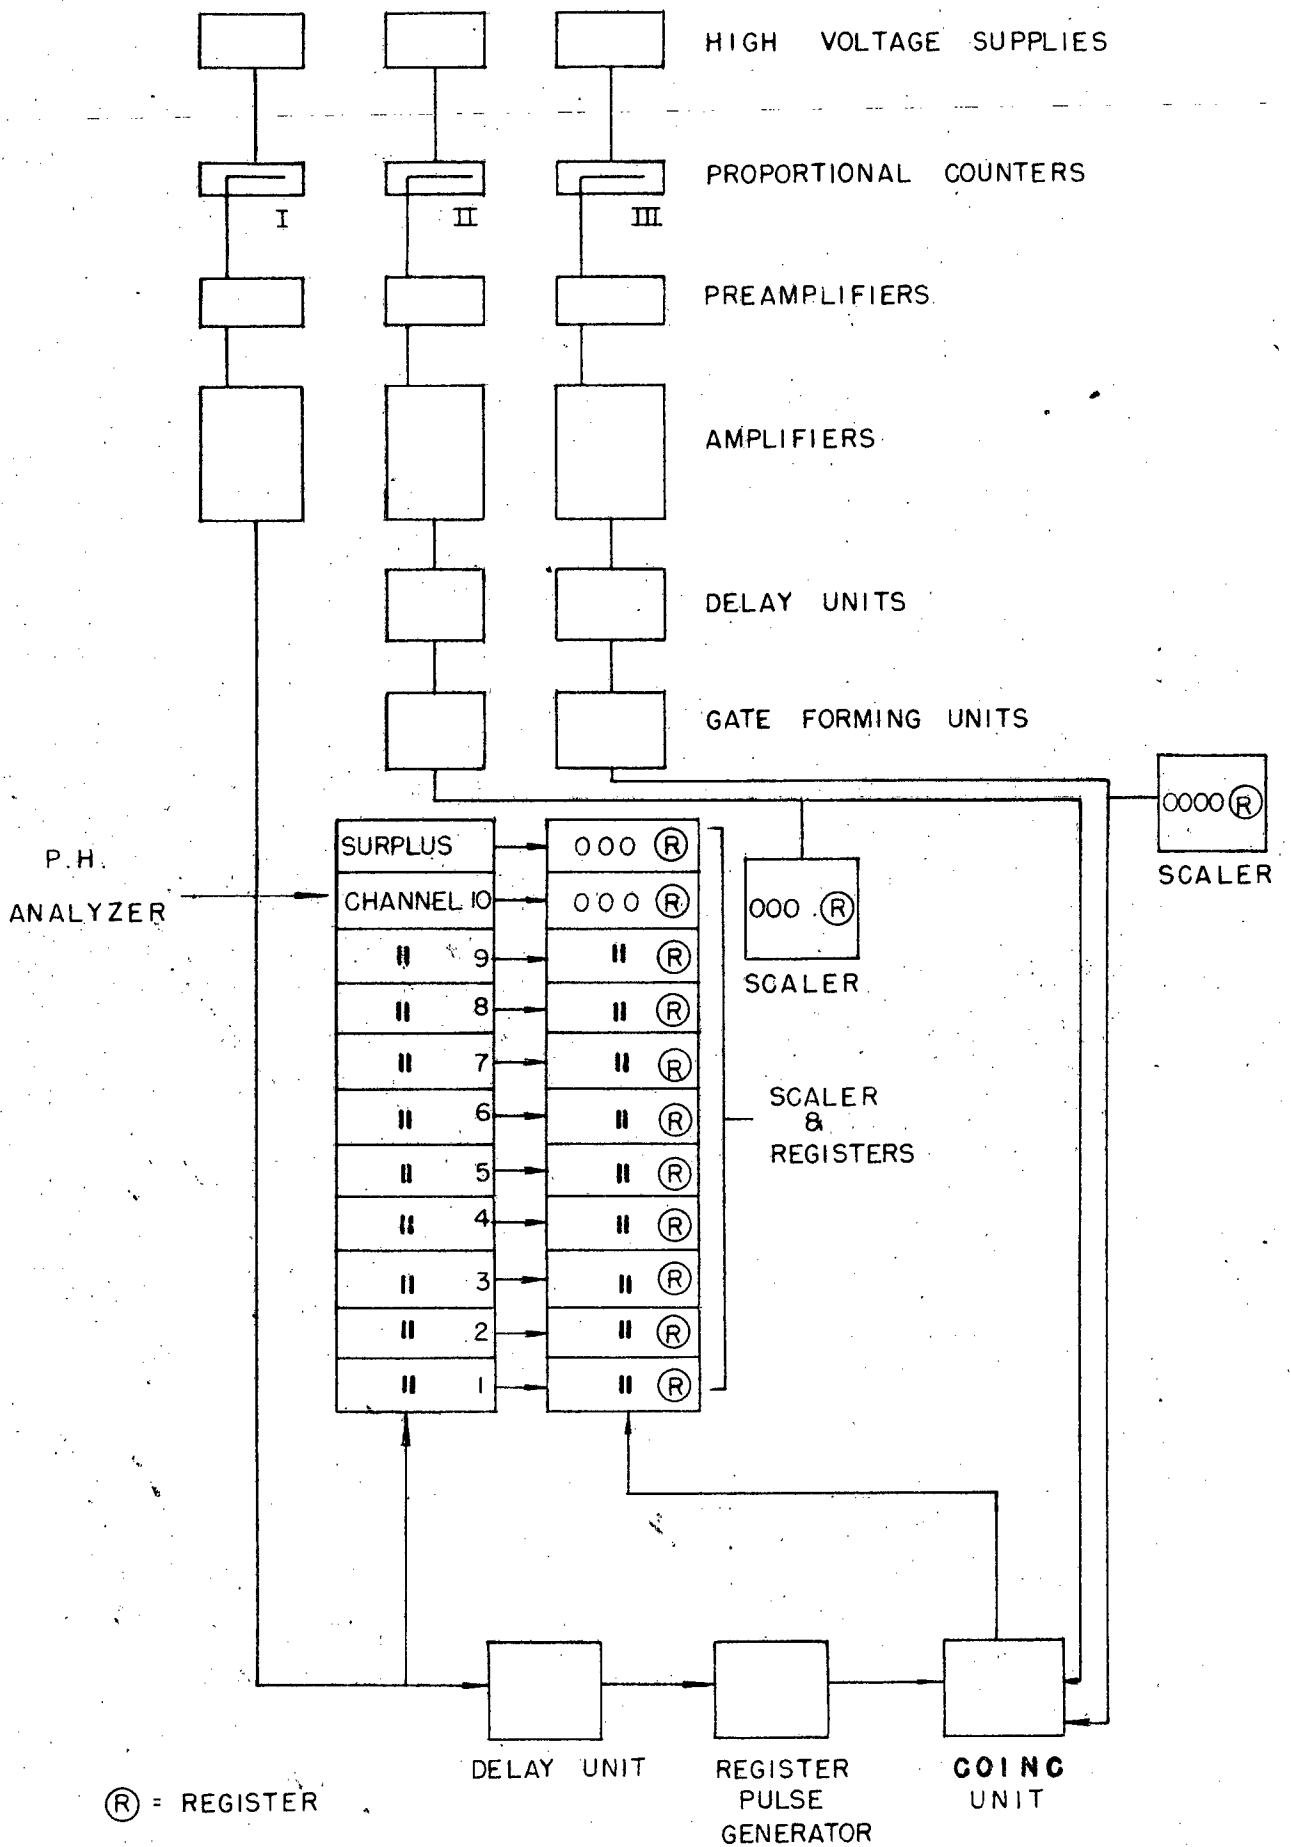 HIGH VOLTAGE SUPPLIES
PROPORTIONAL COUNTERS
I
II
III
PREAMPLIFIERS
AMPLIFIERS
DELAY UNITS
GATE FORMING UNITS
0000 R
SCALER
P.H.
ANALYZER
SURPLUS 000 R
CHANNEL 10 000 R
" 9 " R
" 8 " R
" 7 " R
" 6 " R
" 5 " R
" 4 " R
" 3 " R
" 2 " R
" 1 " R
000 R
SCALER
SCALER
&
REGISTERS
DELAY UNIT
REGISTER
PULSE
GENERATOR
COINC
UNIT
R = REGISTER